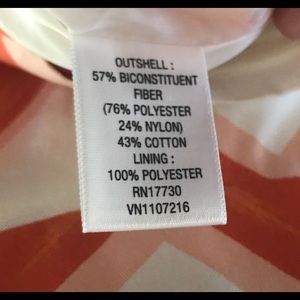 OUTSHELL :
57% BICONSTITUENT
FIBER
(76% POLYESTER
24% NYLON)
43% COTTON
LINING :
100% POLYESTER
RN17730
VN1107216